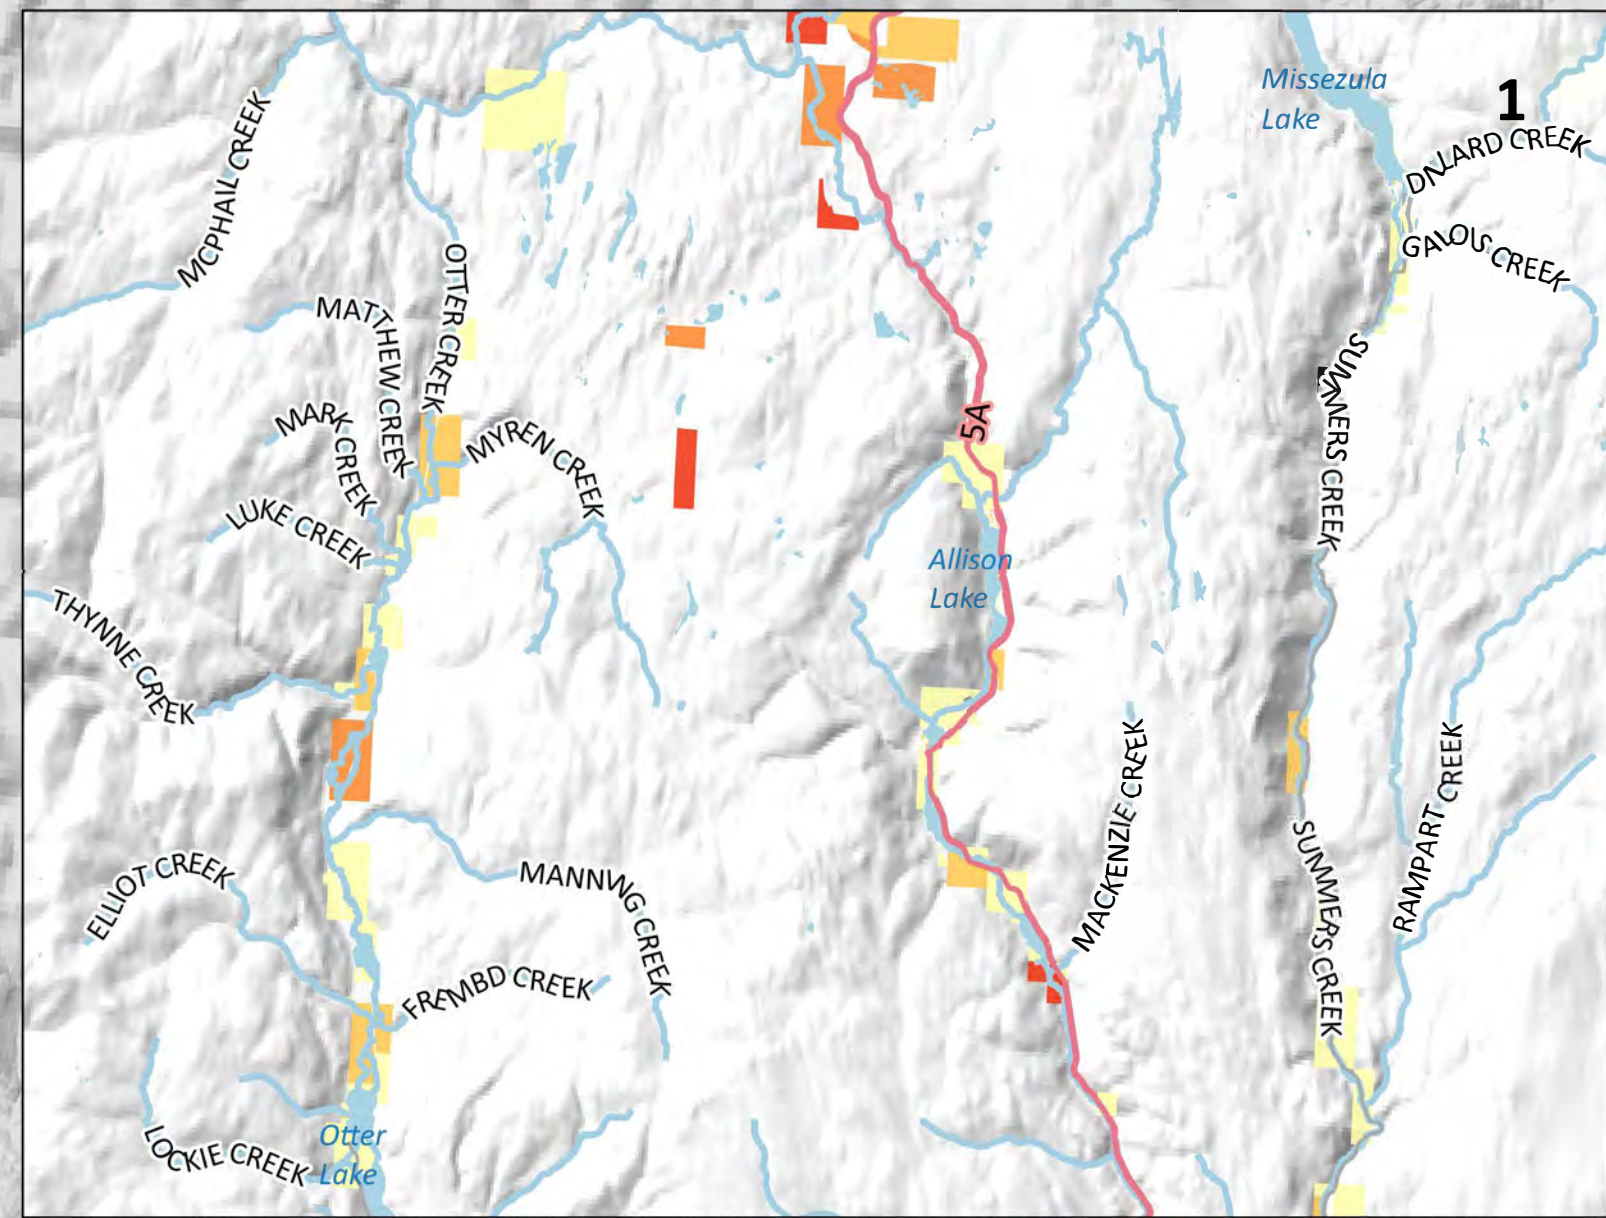 Missezula
Lake
1
DILLARD CREEK
GALOIS CREEK
MCPHAIL CREEK
OTTER CREEK
MATTHEW CREEK
SUMMERS CREEK
MARK CREEK
MYREN CREEK
5A
LUKE CREEK
Allison
Lake
THYNNE CREEK
MACKENZIE CREEK
RAMPART CREEK
SUMMERS CREEK
ELLIOT CREEK
MANNING CREEK
FREMBD CREEK
LOCKIE CREEK
Otter
Lake